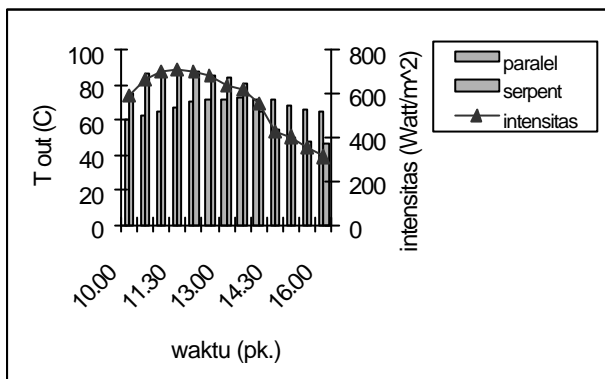 100
80
60
40
20
0
T out (C)
800
600
400
200
0
intensitas (Watt/m^2)
10.00
11.30
13.00
14.30
16.00
waktu (pk.)
paralel
serpent
intensitas